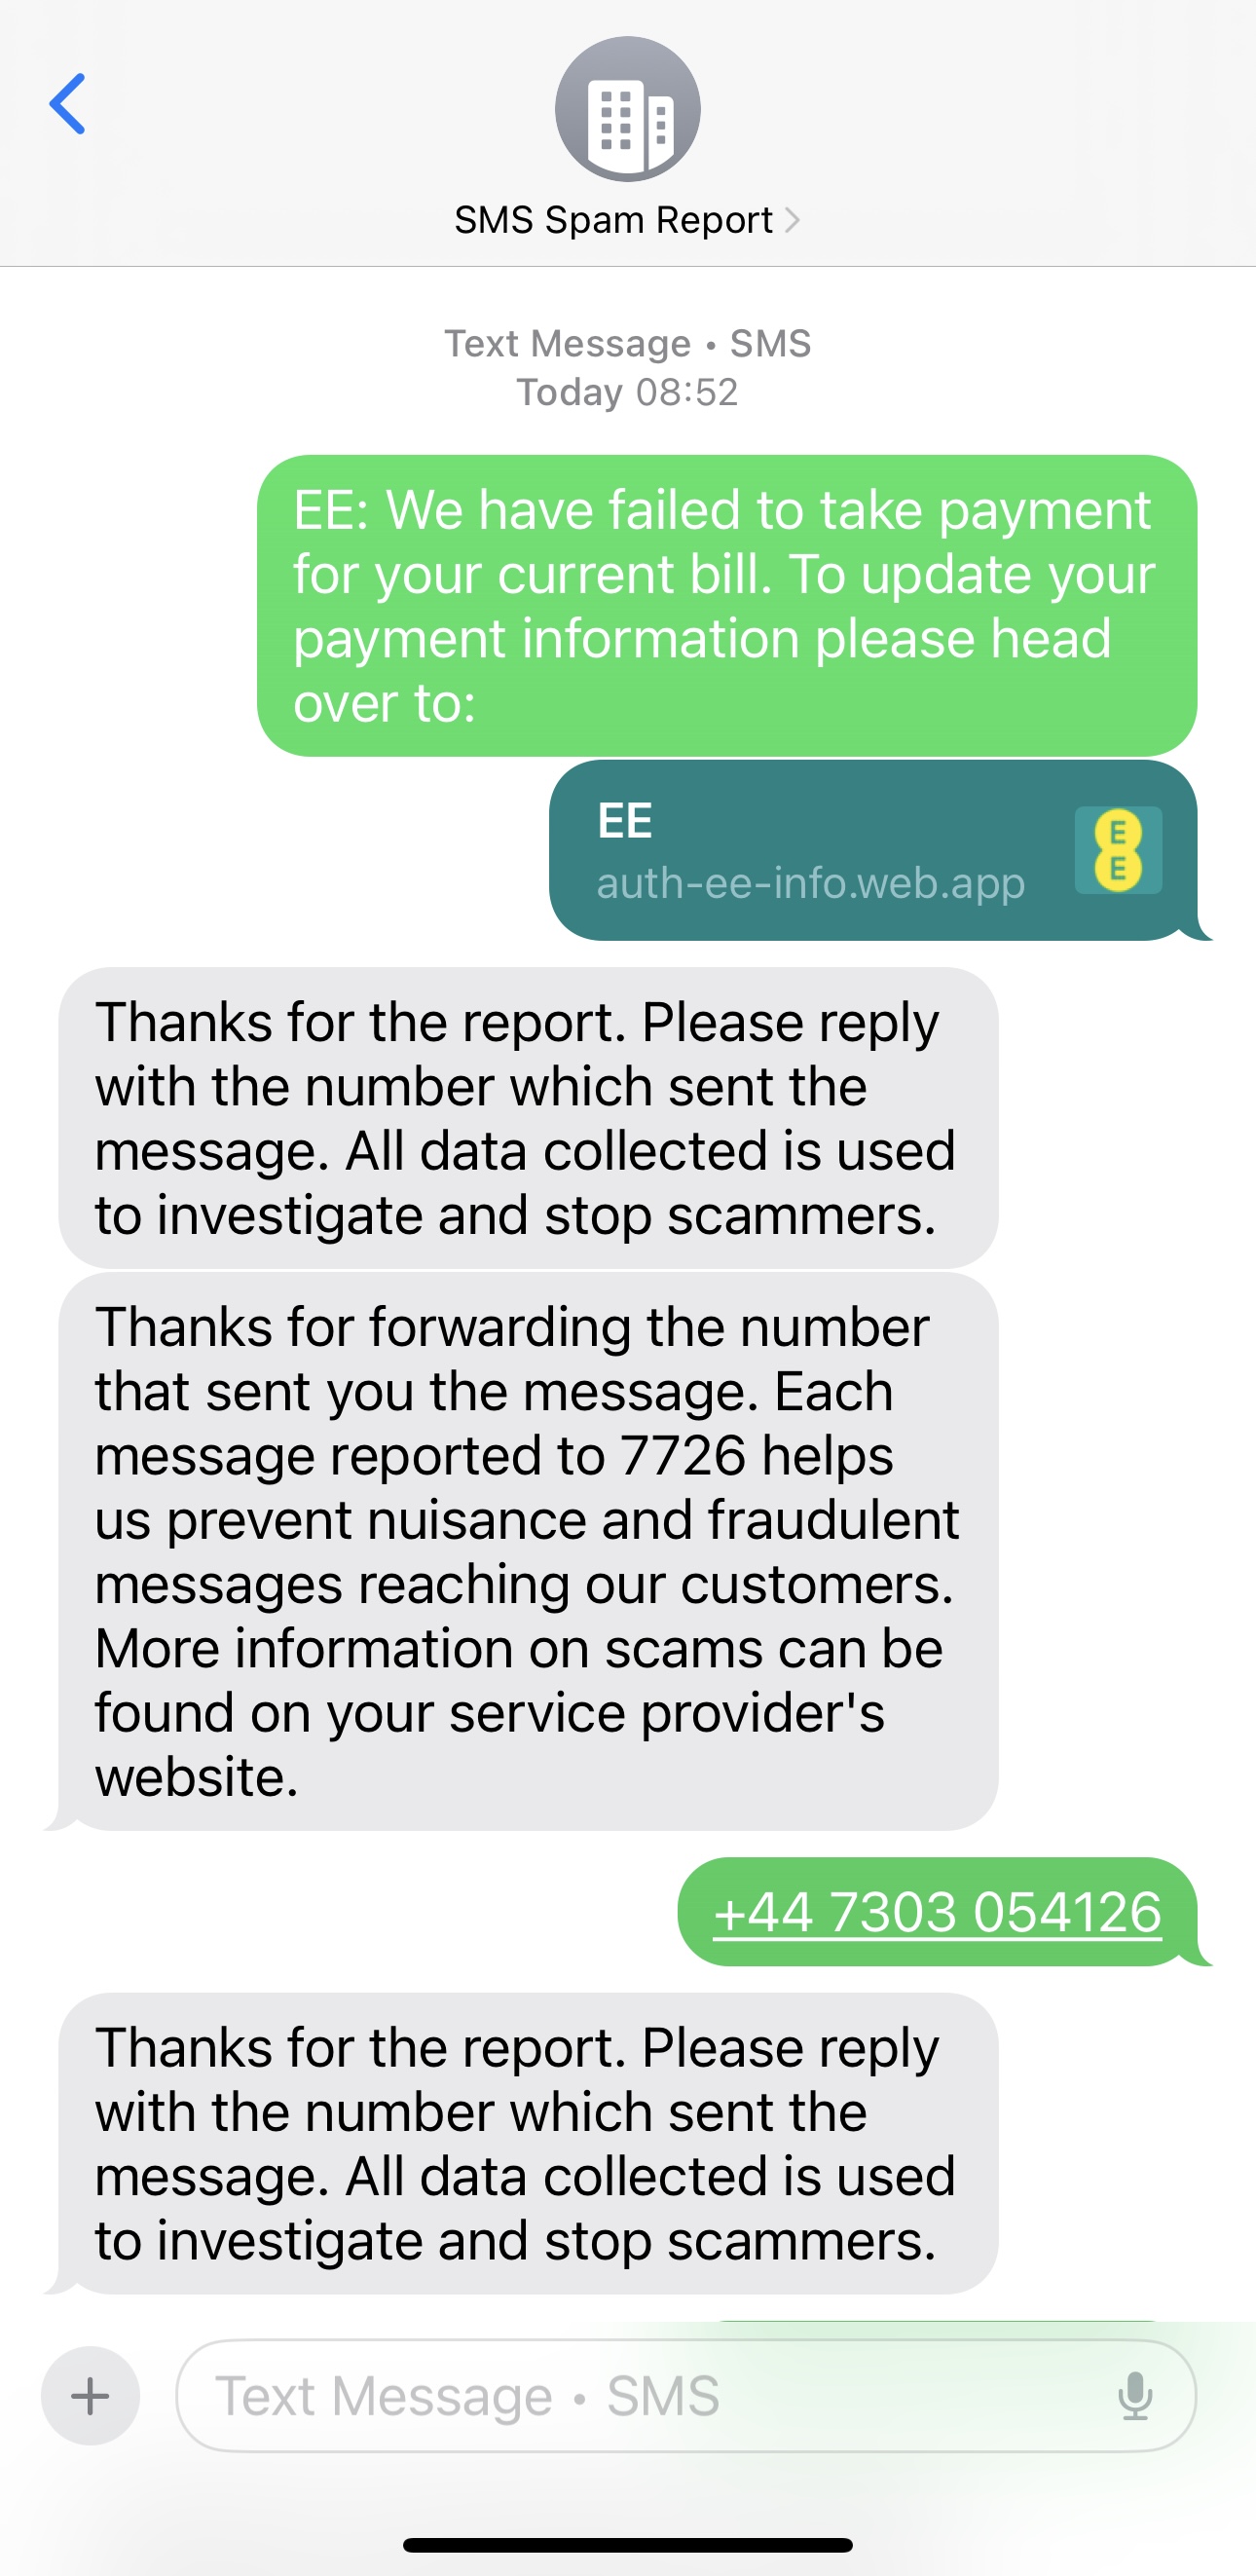 SMS Spam Report
Text Message • SMS
Today 08:52
EE: We have failed to take payment
for your current bill. To update your
payment information please head
over to:
EE
auth-ee-info.web.app
E
E
Thanks for the report. Please reply
with the number which sent the
message. All data collected is used
to investigate and stop scammers.
Thanks for forwarding the number
that sent you the message. Each
message reported to 7726 helps
us prevent nuisance and fraudulent
messages reaching our customers.
More information on scams can be
found on your service provider's
website.
+44 7303 054126
Thanks for the report. Please reply
with the number which sent the
message. All data collected is used
to investigate and stop scammers.
Text Message • SMS